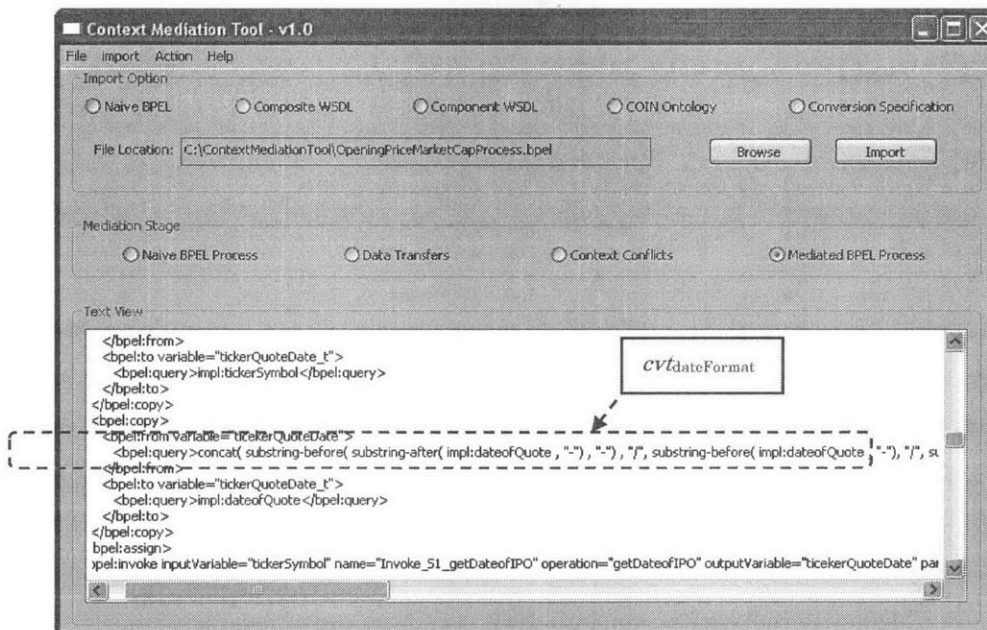 Context Mediation Tool - v1.0
File import Action Help
Import Option
Naive BPEL Composite WSDL Component WSDL COIN Ontology Conversion Specification
File Location: C:\ContextMediationTool\OpeningPriceMarketCapProcess.bpel Browse Import
Mediation Stage
Naive BPEL Process Data Transfers Context Conflicts Mediated BPEL Process
Text View
</bpel:from>
<bpel:to variable="tickerQuoteDate_t">
<bpel:query>impl:tickerSymbol</bpel:query>
</bpel:to>
</bpel:copy>
<bpel:copy>
<bpel:from variable="ticekerQuoteDate">
<bpel:query>concat( substring-before( substring-after( impl:dateofQuote , "-") , "-") , "/", substring-before( impl:dateofQuote , "-"), "/", su
</bpel:from>
<bpel:to variable="tickerQuoteDate_t">
<bpel:query>impl:dateofQuote</bpel:query>
</bpel:to>
</bpel:copy>
bpel:assign>
pel:invoke inputVariable="tickerSymbol" name="Invoke_S1_getDateofIPO" operation="getDateofIPO" outputVariable="ticekerQuoteDate" par
cvtdateFormat